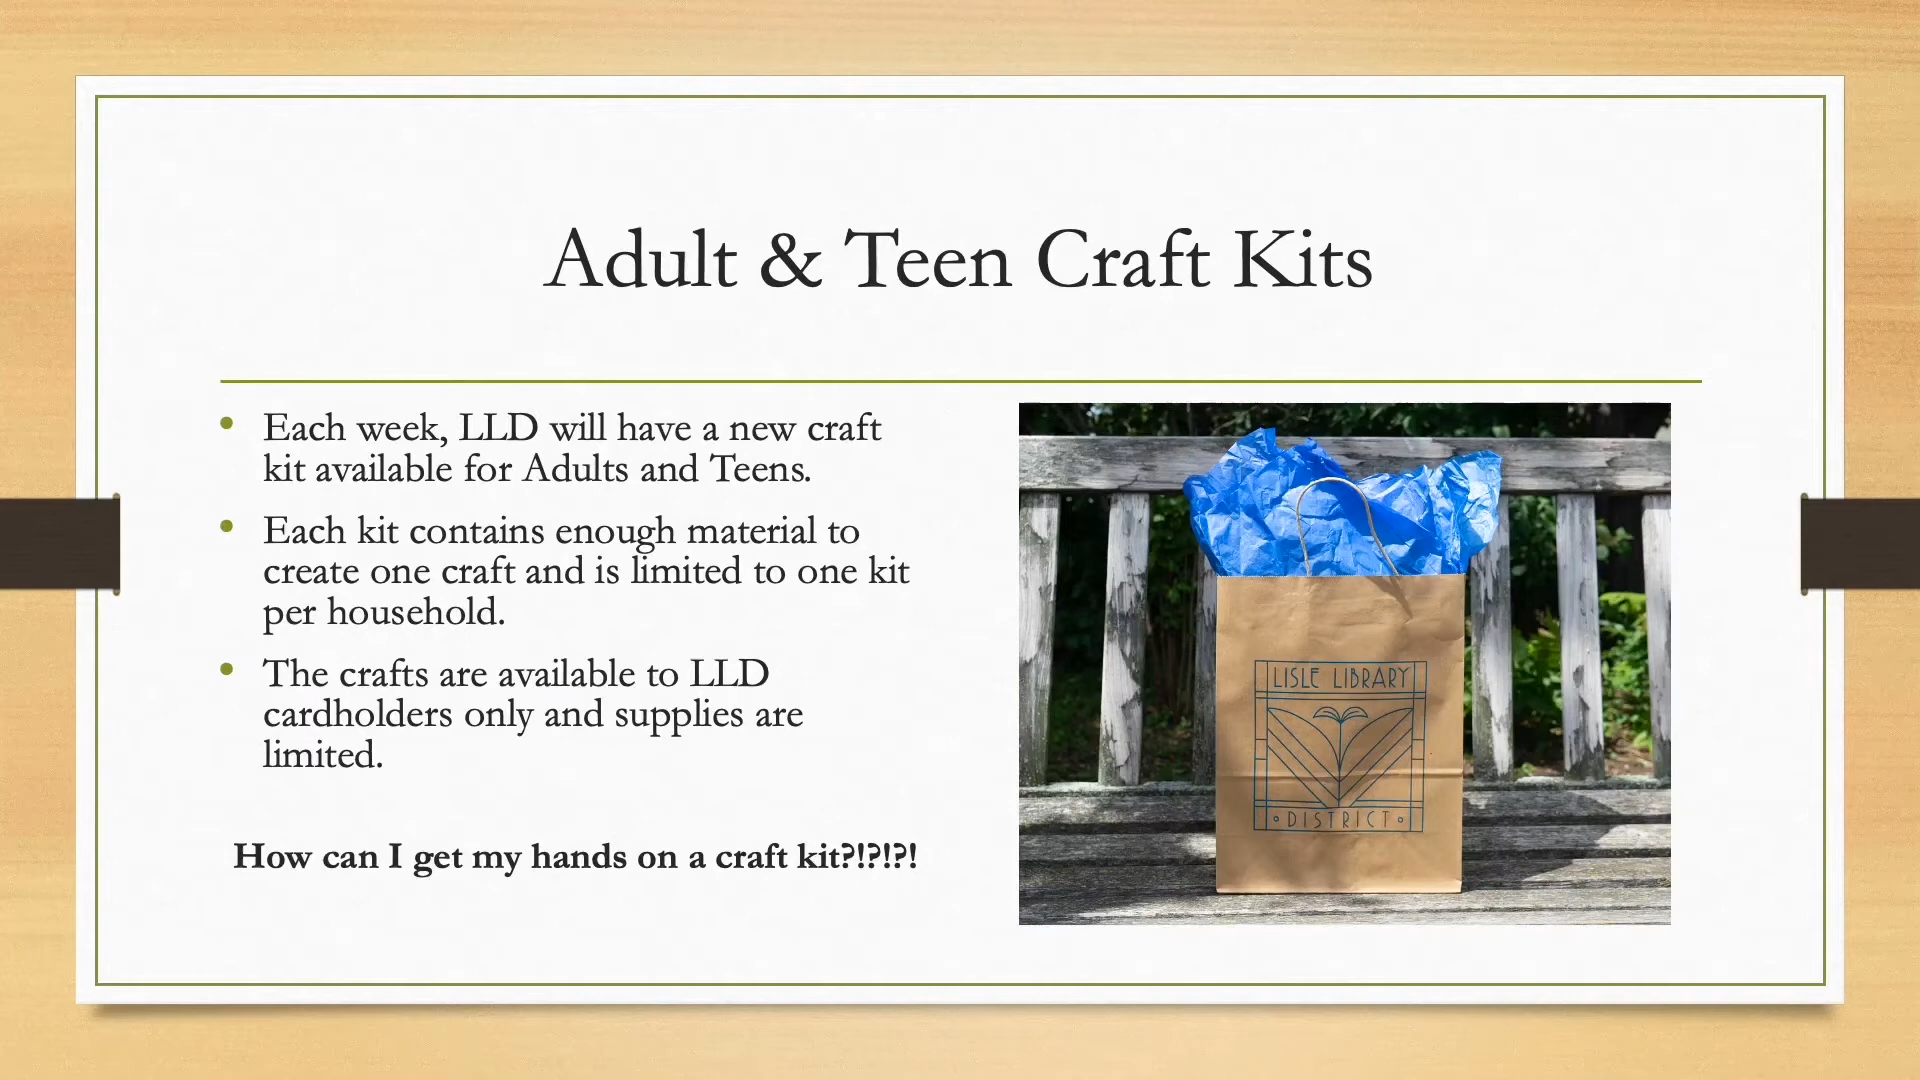 Adult & Teen Craft Kits
Each week, LLD will have a new craft
kit available for Adults and Teens.
Each kit contains enough material to
create one craft and is limited to one kit
per household.
The crafts are available to LLD
cardholders only and supplies are
limited.
How can I get my hands on a craft kit?!?!?!
LISLE LIBRARY
DISTRICT